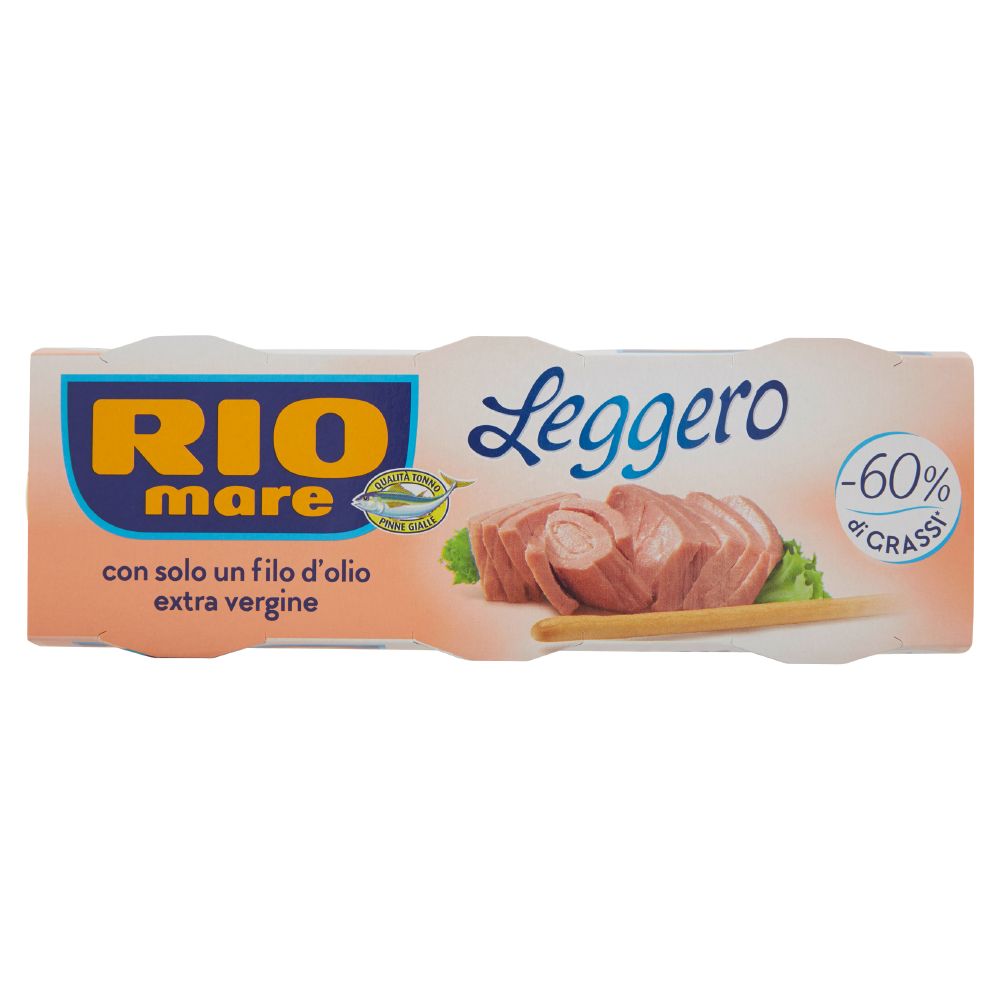 RIO
mare
QUALITÀ TONNO
PINNE GIALLE
con solo un filo d'olio
extra vergine
Leggero
-60%
di GRASSI*